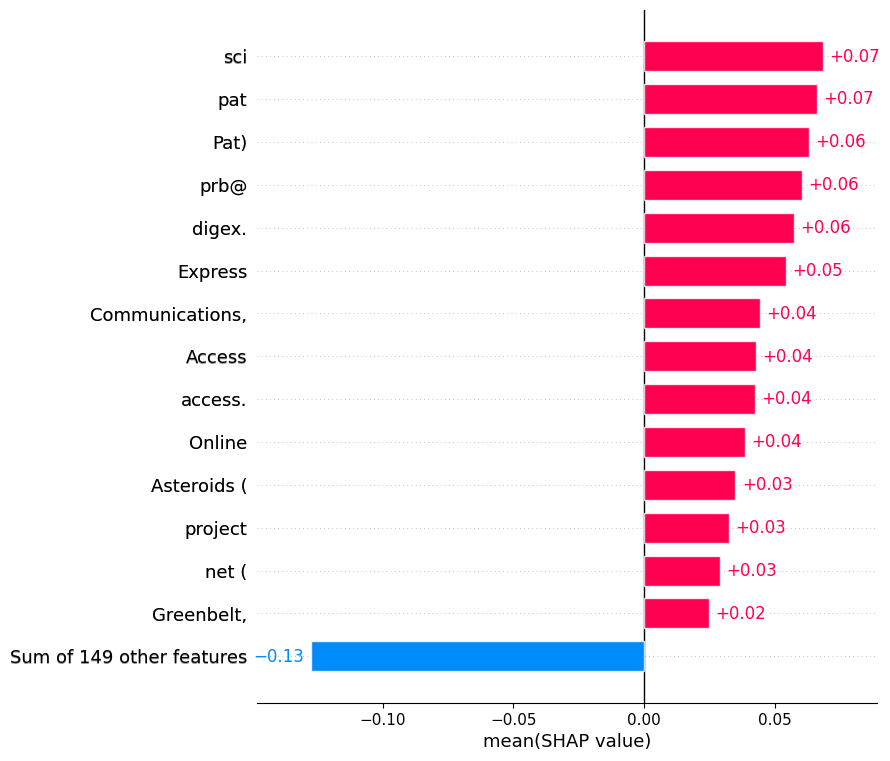 sci +0.07
pat +0.07
Pat) +0.06
prb@ +0.06
digex. +0.06
Express +0.05
Communications, +0.04
Access +0.04
access. +0.04
Online +0.04
Asteroids ( +0.03
project +0.03
net ( +0.03
Greenbelt, +0.02
Sum of 149 other features −0.13
−0.10 −0.05 0.00 0.05
mean(SHAP value)